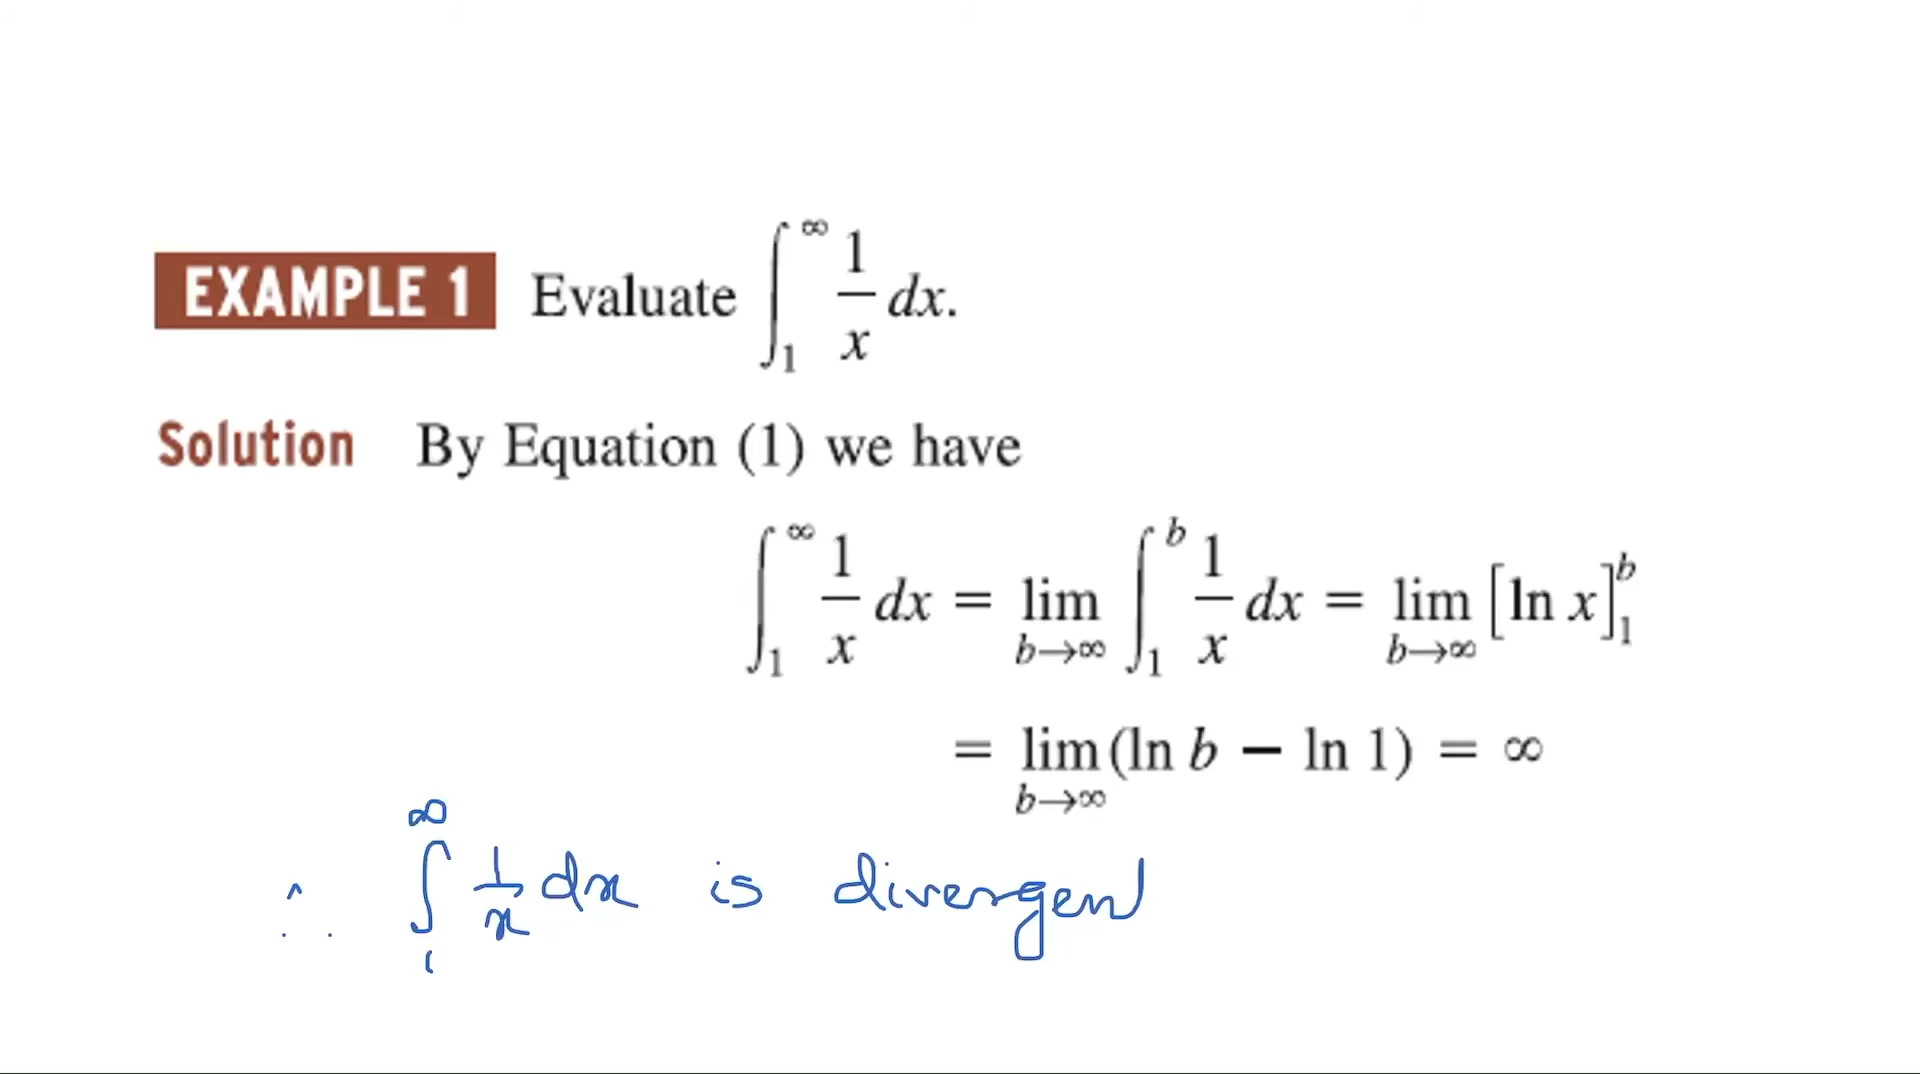 EXAMPLE 1 Evaluate ∫₁^∞ 1/x dx.
Solution By Equation (1) we have
∫₁^∞ 1/x dx = lim_{b→∞} ∫₁^b 1/x dx = lim_{b→∞} [ln x]₁^b
= lim_{b→∞} (ln b − ln 1) = ∞
∴ ∫₁^∞ 1/x dx is divergent